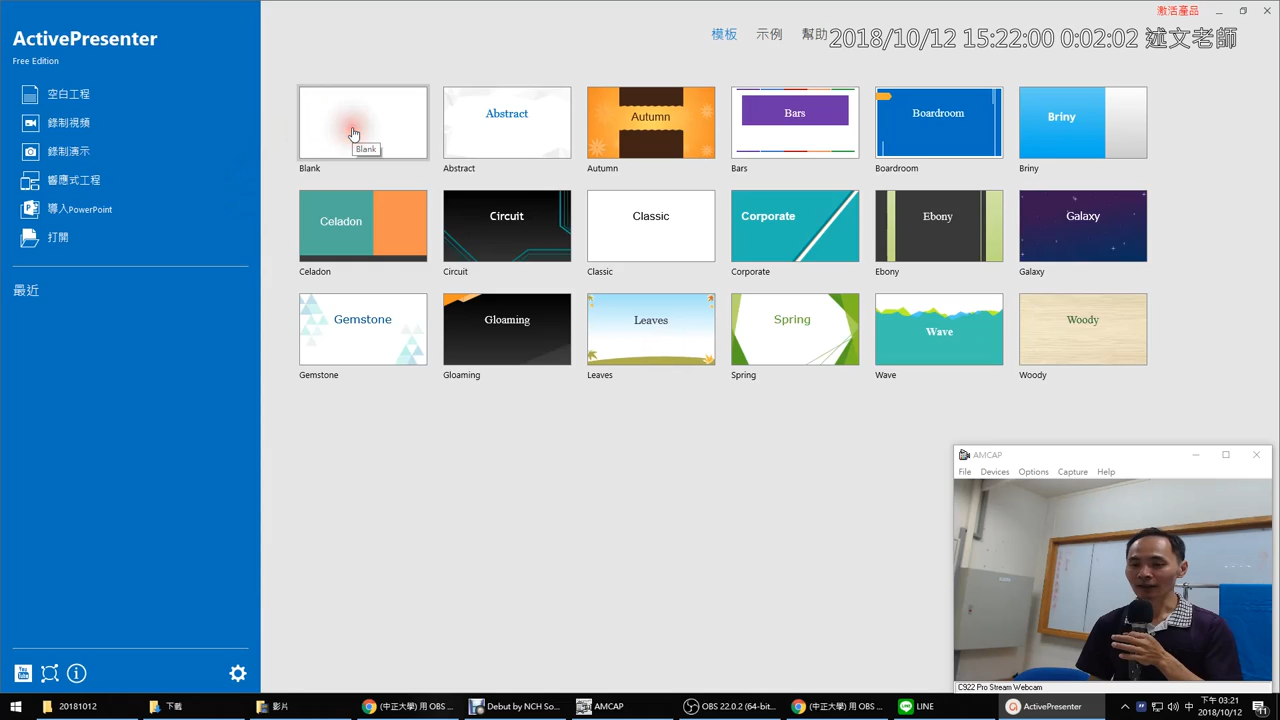 激活產品
ActivePresenter
Free Edition
模板 示例 幫助
2018/10/12 15:22:00 0:02:02 述文老師
空白工程
錄制視頻
錄制演示
響應式工程
導入PowerPoint
打開
最近
Blank
Blank
Abstract
Abstract
Autumn
Autumn
Bars
Bars
Boardroom
Boardroom
Briny
Briny
Celadon
Celadon
Circuit
Circuit
Classic
Classic
Corporate
Corporate
Ebony
Ebony
Galaxy
Galaxy
Gemstone
Gemstone
Gloaming
Gloaming
Leaves
Leaves
Spring
Spring
Wave
Wave
Woody
Woody
AMCAP
File Devices Options Capture Help
C922 Pro Stream Webcam
You Tube
20181012
下載
影片
(中正大學) 用 OBS ...
Debut by NCH So...
AMCAP
OBS 22.0.2 (64-bit...
(中正大學) 用 OBS ...
LINE
ActivePresenter
中
下午 03:21
2018/10/12